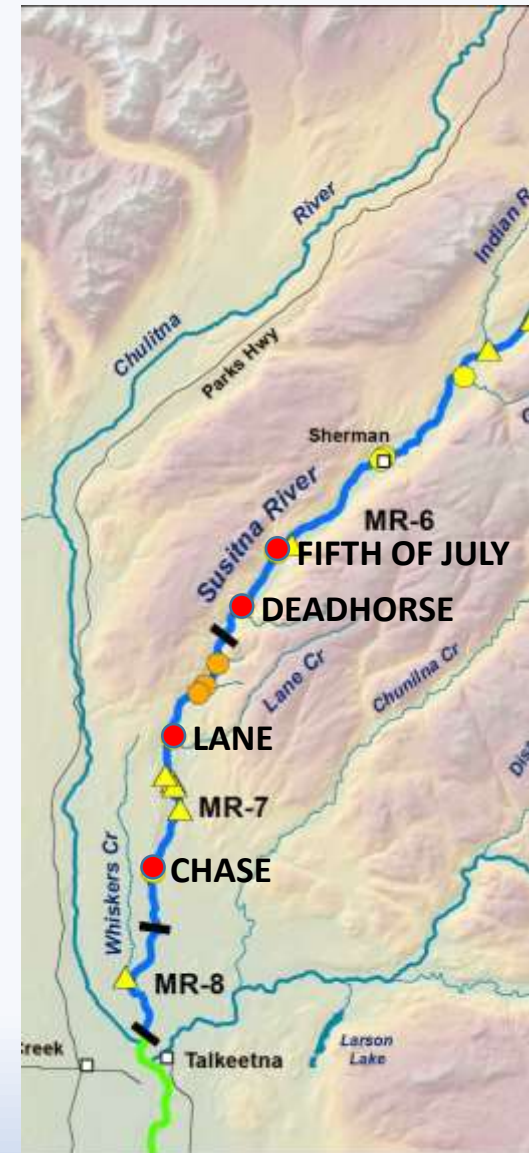 River
Indian R
Chulitna
Parks Hwy
Sherman
Susitna River
MR-6
FIFTH OF JULY
DEADHORSE
Lane Cr
Chunilna Cr
LANE
MR-7
Whiskers Cr
CHASE
MR-8
Larson
Lake
Creek
Talkeetna